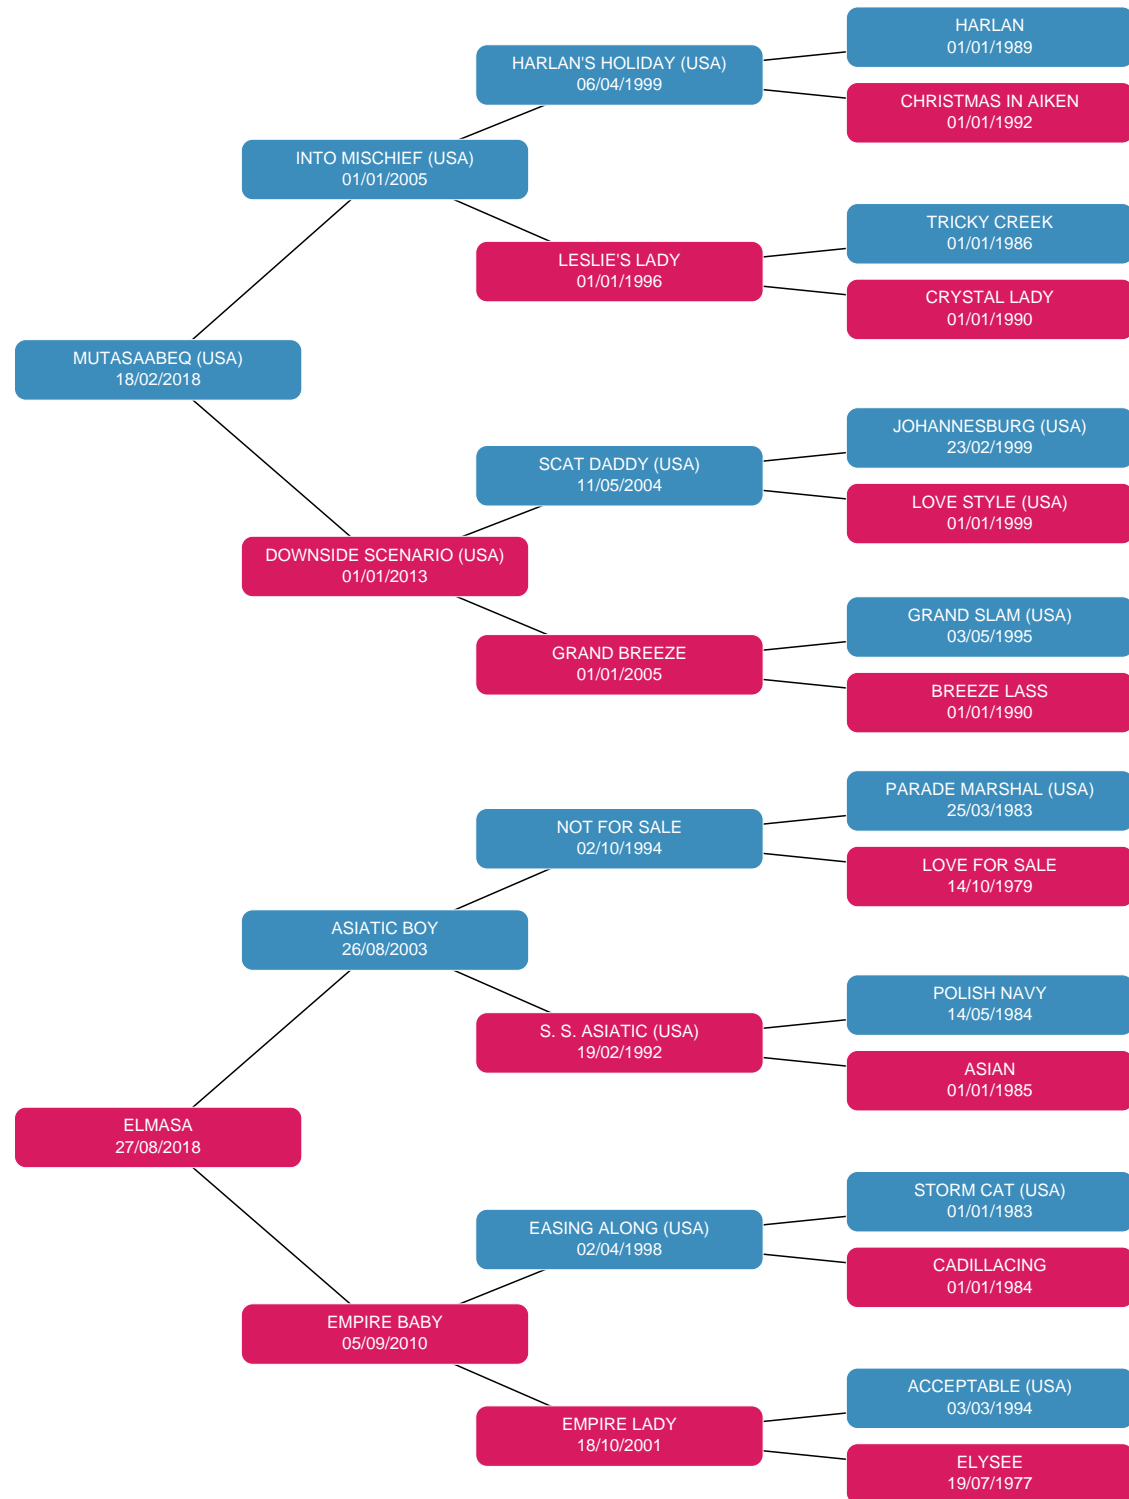 HARLAN
01/01/1989
HARLAN'S HOLIDAY (USA)
06/04/1999
CHRISTMAS IN AIKEN
01/01/1992
INTO MISCHIEF (USA)
01/01/2005
TRICKY CREEK
01/01/1986
LESLIE'S LADY
01/01/1996
CRYSTAL LADY
01/01/1990
MUTASAABEQ (USA)
18/02/2018
JOHANNESBURG (USA)
23/02/1999
SCAT DADDY (USA)
11/05/2004
LOVE STYLE (USA)
01/01/1999
DOWNSIDE SCENARIO (USA)
01/01/2013
GRAND SLAM (USA)
03/05/1995
GRAND BREEZE
01/01/2005
BREEZE LASS
01/01/1990
PARADE MARSHAL (USA)
25/03/1983
NOT FOR SALE
02/10/1994
LOVE FOR SALE
14/10/1979
ASIATIC BOY
26/08/2003
POLISH NAVY
14/05/1984
S. S. ASIATIC (USA)
19/02/1992
ASIAN
01/01/1985
ELMASA
27/08/2018
STORM CAT (USA)
01/01/1983
EASING ALONG (USA)
02/04/1998
CADILLACING
01/01/1984
EMPIRE BABY
05/09/2010
ACCEPTABLE (USA)
03/03/1994
EMPIRE LADY
18/10/2001
ELYSEE
19/07/1977